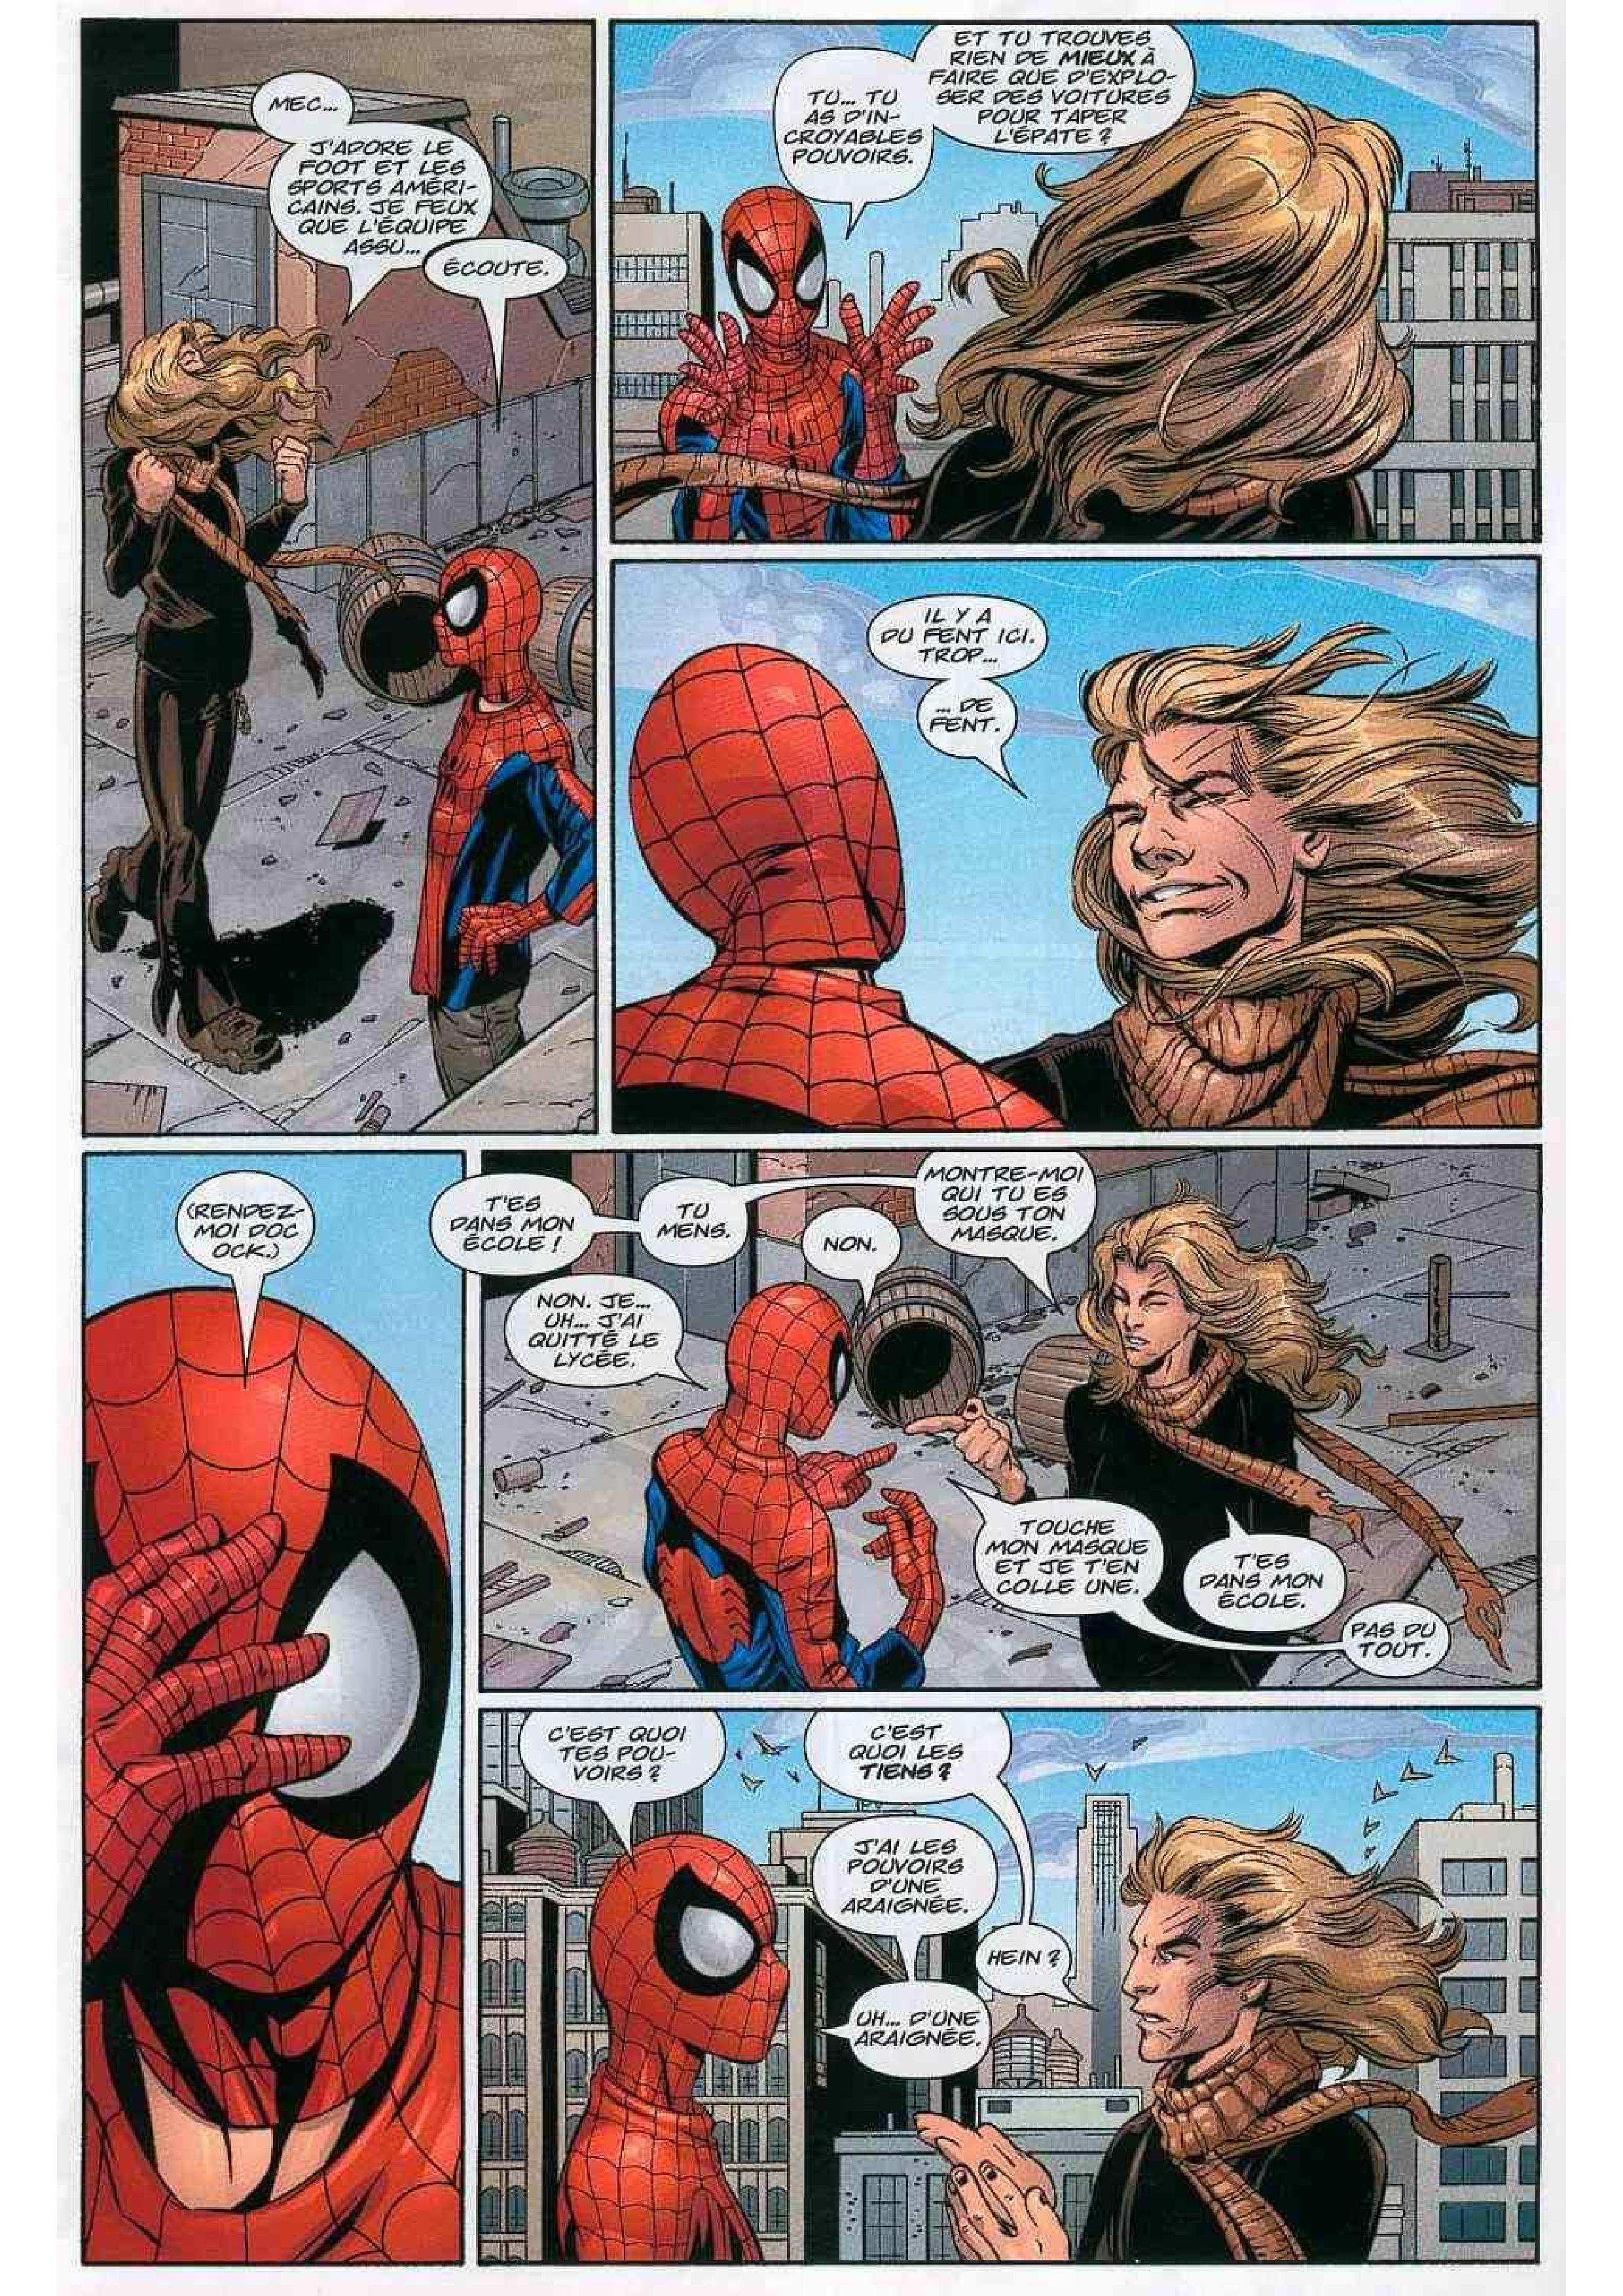 MEC...
J'ADORE LE
FOOT ET LES
SPORTS AMÉRI-
CAINS. JE FEUX
QUE L'ÉQUIPE
ASSU...
ÉCOUTE.
TU... TU
AS D'IN-
CROYABLES
POUVOIRS.
ET TU TROUVES
RIEN DE MIEUX À
FAIRE QUE D'EXPLO-
SER DES VOITURES
POUR TAPER
L'ÉPATE ?
IL Y A
DU FENT ICI.
TROP...
... DE
FENT.
(RENDEZ-
MOI DOC
OCK.)
T'ES
DANS MON
ÉCOLE !
TU
MENS.
MONTRE-MOI
QUI TU ES
SOUS TON
MASQUE.
NON. JE...
UH... J'AI
QUITTÉ LE
LYCÉE.
NON.
TOUCHE
MON MASQUE
ET JE T'EN
COLLE UNE.
T'ES
DANS MON
ÉCOLE.
PAS DU
TOUT.
C'EST QUOI
TES POU-
VOIRS ?
C'EST
QUOI LES
TIENS ?
J'AI LES
POUVOIRS
D'UNE
ARAIGNÉE.
HEIN ?
UH... D'UNE
ARAIGNÉE.